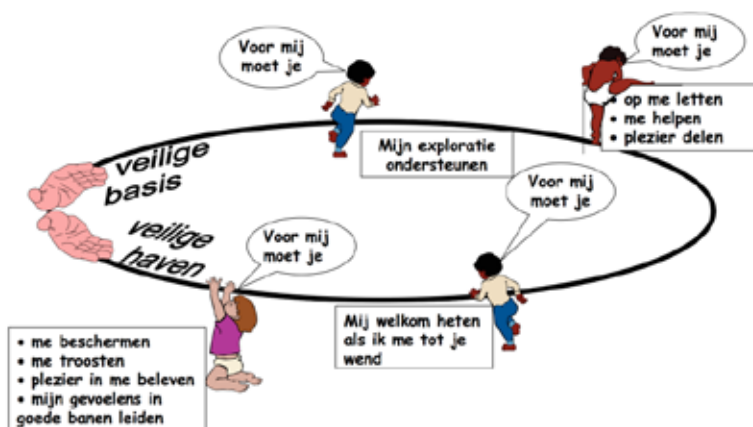 Voor mij
moet je
Voor mij
moet je
• op me letten
• me helpen
• plezier delen
Mijn exploratie
ondersteunen
veilige
basis
Voor mij
moet je
veilige
haven
Voor mij
moet je
Mij welkom heten
als ik me tot je
wend
• me beschermen
• me troosten
• plezier in me beleven
• mijn gevoelens in
goede banen leiden